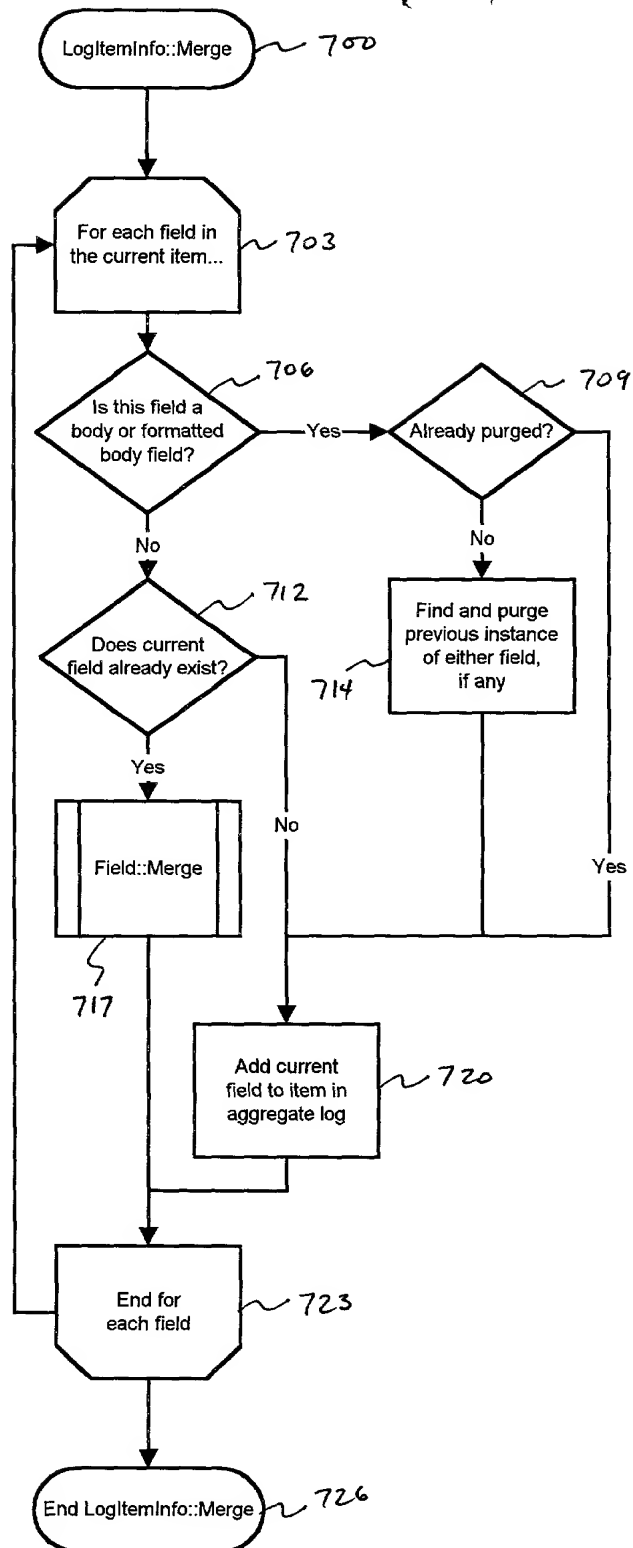 LogItemInfo::Merge
700
For each field in
the current item...
703
706
Is this field a
body or formatted
body field?
Yes
709
Already purged?
No
No
712
Does current
field already exist?
Find and purge
previous instance
of either field,
if any
714
Yes
No
Yes
Field::Merge
717
Add current
field to item in
aggregate log
720
End for
each field
723
End LogItemInfo::Merge
726